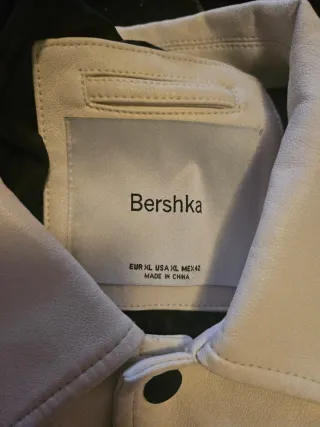 Bershka
EUR XL USA XL MEX 42
MADE IN CHINA